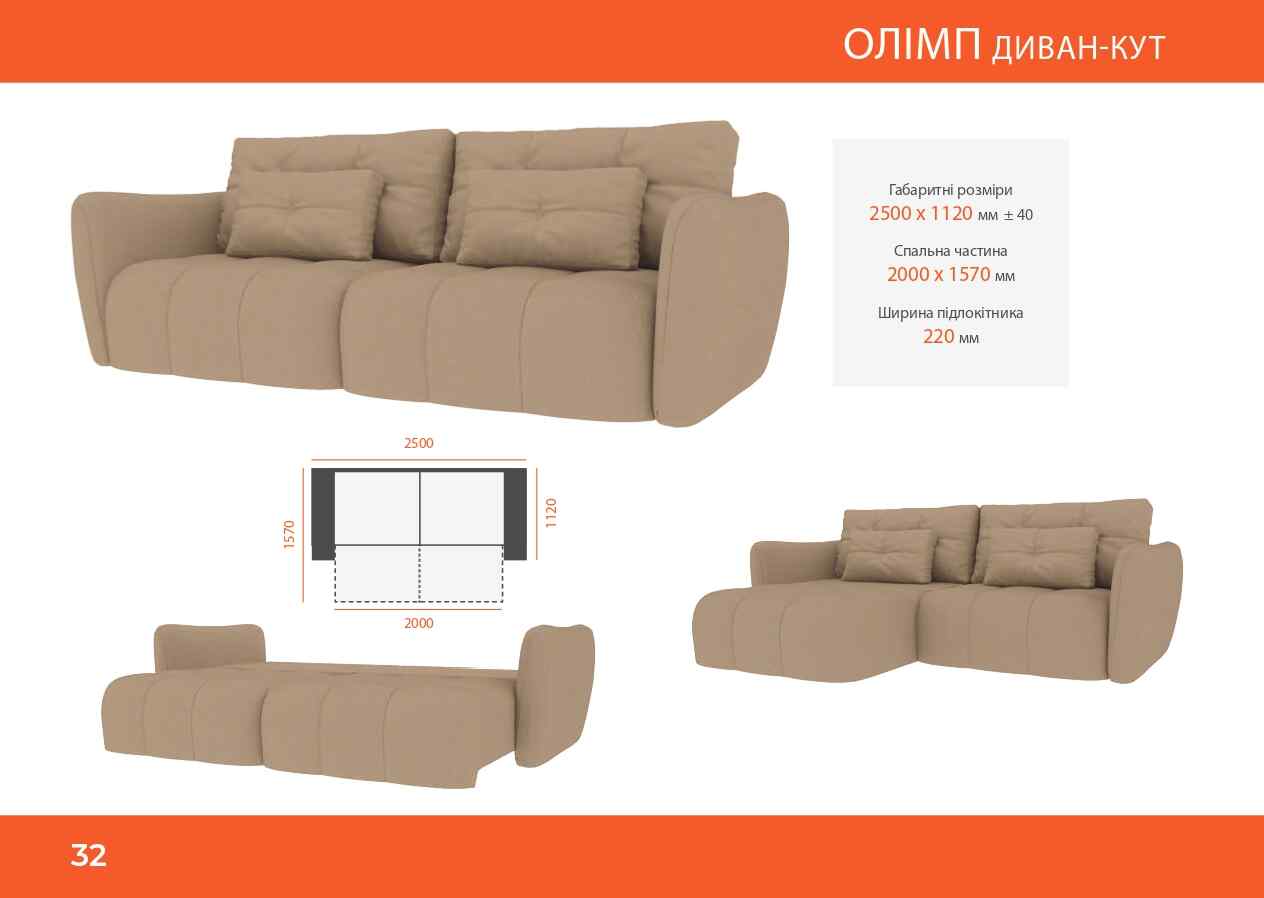 ОЛІМП ДИВАН-КУТ
Габаритні розміри
2500 x 1120 мм ± 40
Спальна частина
2000 x 1570 мм
Ширина підлокітника
220 мм
2500
1570
1120
2000
32